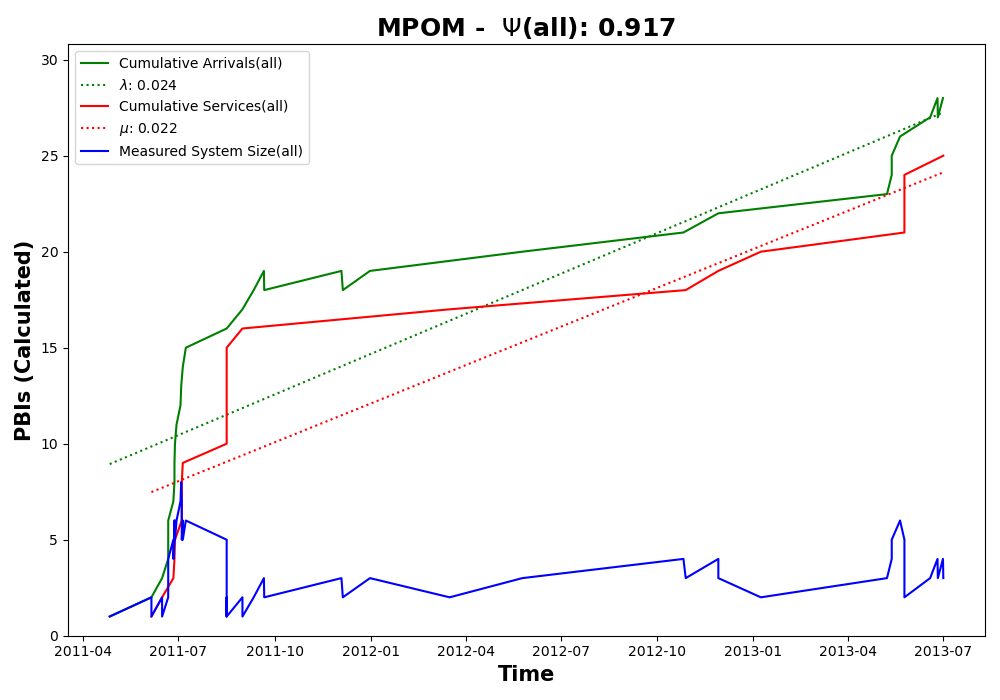 MPOM - Ψ(all): 0.917
Cumulative Arrivals(all)
λ: 0.024
Cumulative Services(all)
μ: 0.022
Measured System Size(all)
PBIs (Calculated)
30
25
20
15
10
5
0
2011-04 2011-07 2011-10 2012-01 2012-04 2012-07 2012-10 2013-01 2013-04 2013-07
Time